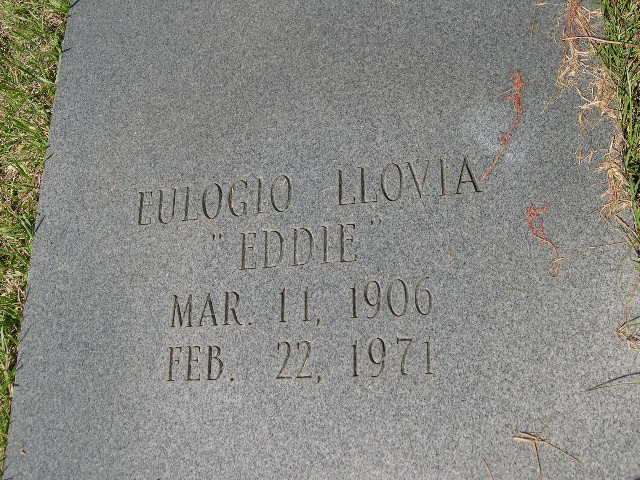 EULOGIO LLOVIA
"EDDIE"
MAR. 11, 1906
FEB. 22, 1971